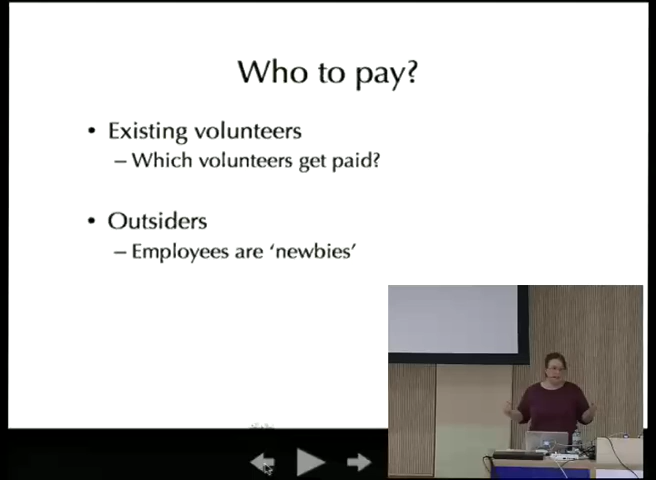 Who to pay?
• Existing volunteers
– Which volunteers get paid?
• Outsiders
– Employees are ‘newbies’